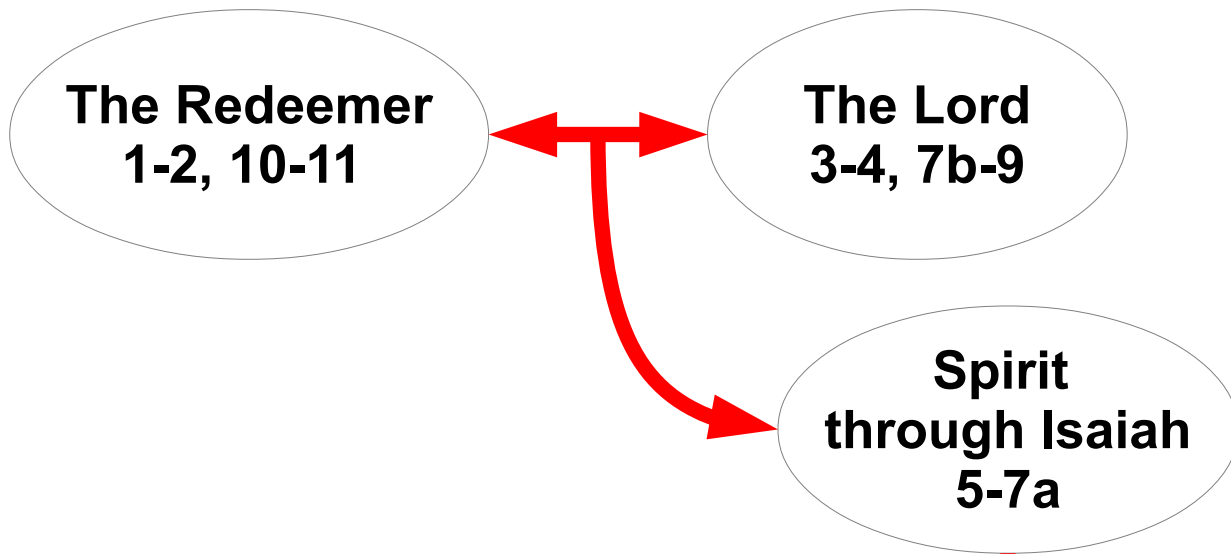 The Redeemer
1-2, 10-11
The Lord
3-4, 7b-9
Spirit
through Isaiah
5-7a